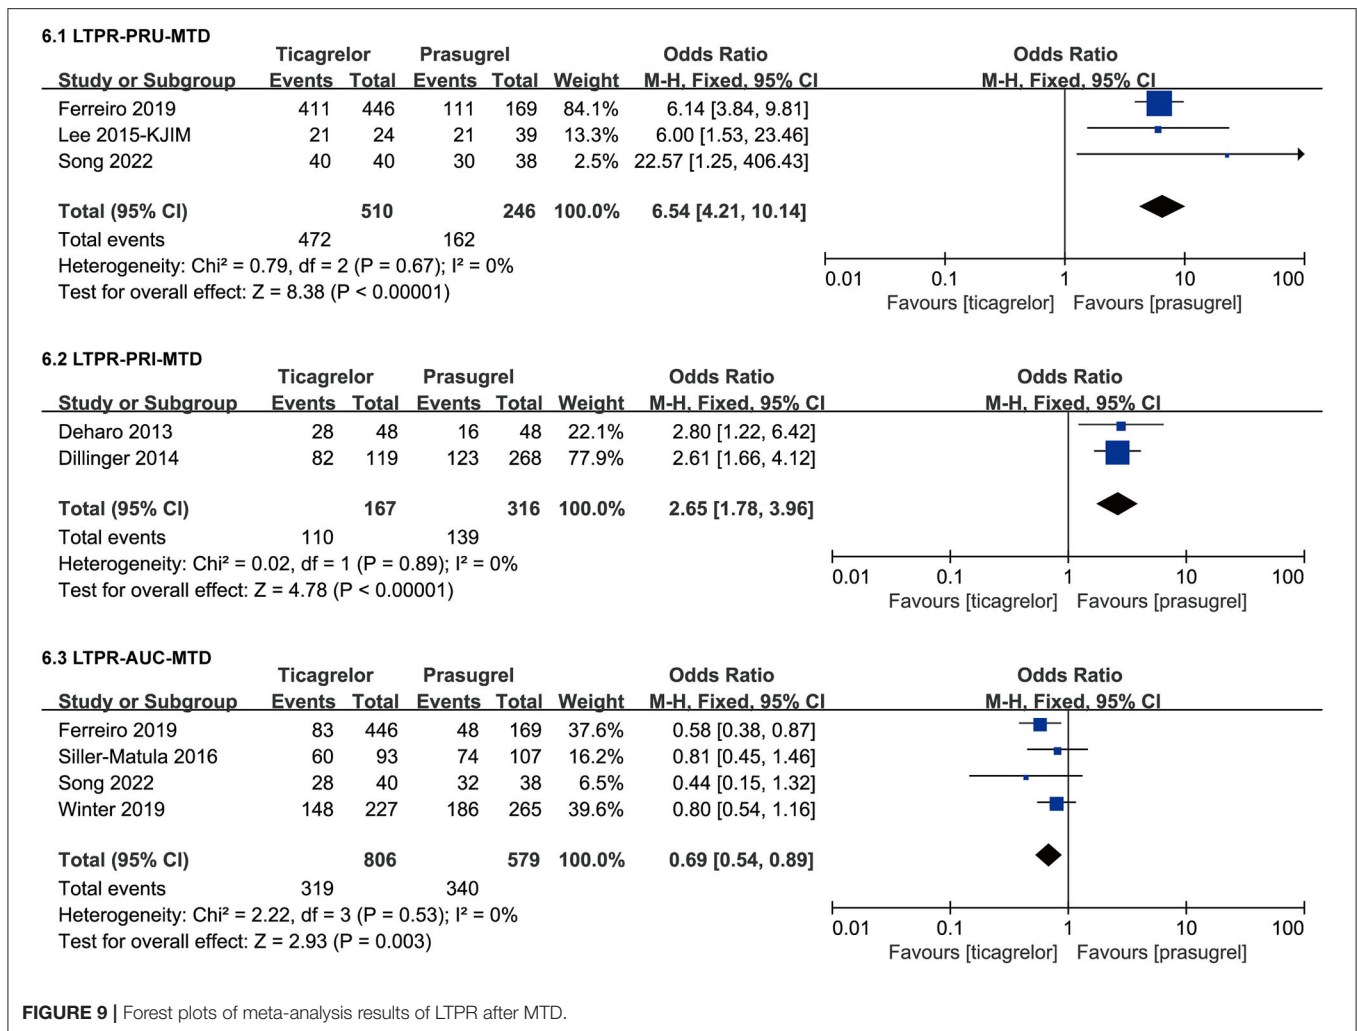 6.1 LTPR-PRU-MTD
Ticagrelor Prasugrel Odds Ratio Odds Ratio
Study or Subgroup Events Total Events Total Weight M-H, Fixed, 95% CI M-H, Fixed, 95% CI
Ferreiro 2019 411 446 111 169 84.1% 6.14 [3.84, 9.81]
Lee 2015-KJIM 21 24 21 39 13.3% 6.00 [1.53, 23.46]
Song 2022 40 40 30 38 2.5% 22.57 [1.25, 406.43]
Total (95% CI) 510 246 100.0% 6.54 [4.21, 10.14]
Total events 472 162
Heterogeneity: Chi² = 0.79, df = 2 (P = 0.67); I² = 0%
Test for overall effect: Z = 8.38 (P < 0.00001)
0.01 0.1 1 10 100
Favours [ticagrelor] Favours [prasugrel]
6.2 LTPR-PRI-MTD
Ticagrelor Prasugrel Odds Ratio Odds Ratio
Study or Subgroup Events Total Events Total Weight M-H, Fixed, 95% CI M-H, Fixed, 95% CI
Deharo 2013 28 48 16 48 22.1% 2.80 [1.22, 6.42]
Dillinger 2014 82 119 123 268 77.9% 2.61 [1.66, 4.12]
Total (95% CI) 167 316 100.0% 2.65 [1.78, 3.96]
Total events 110 139
Heterogeneity: Chi² = 0.02, df = 1 (P = 0.89); I² = 0%
Test for overall effect: Z = 4.78 (P < 0.00001)
0.01 0.1 1 10 100
Favours [ticagrelor] Favours [prasugrel]
6.3 LTPR-AUC-MTD
Ticagrelor Prasugrel Odds Ratio Odds Ratio
Study or Subgroup Events Total Events Total Weight M-H, Fixed, 95% CI M-H, Fixed, 95% CI
Ferreiro 2019 83 446 48 169 37.6% 0.58 [0.38, 0.87]
Siller-Matula 2016 60 93 74 107 16.2% 0.81 [0.45, 1.46]
Song 2022 28 40 32 38 6.5% 0.44 [0.15, 1.32]
Winter 2019 148 227 186 265 39.6% 0.80 [0.54, 1.16]
Total (95% CI) 806 579 100.0% 0.69 [0.54, 0.89]
Total events 319 340
Heterogeneity: Chi² = 2.22, df = 3 (P = 0.53); I² = 0%
Test for overall effect: Z = 2.93 (P = 0.003)
0.01 0.1 1 10 100
Favours [ticagrelor] Favours [prasugrel]
FIGURE 9 | Forest plots of meta-analysis results of LTPR after MTD.